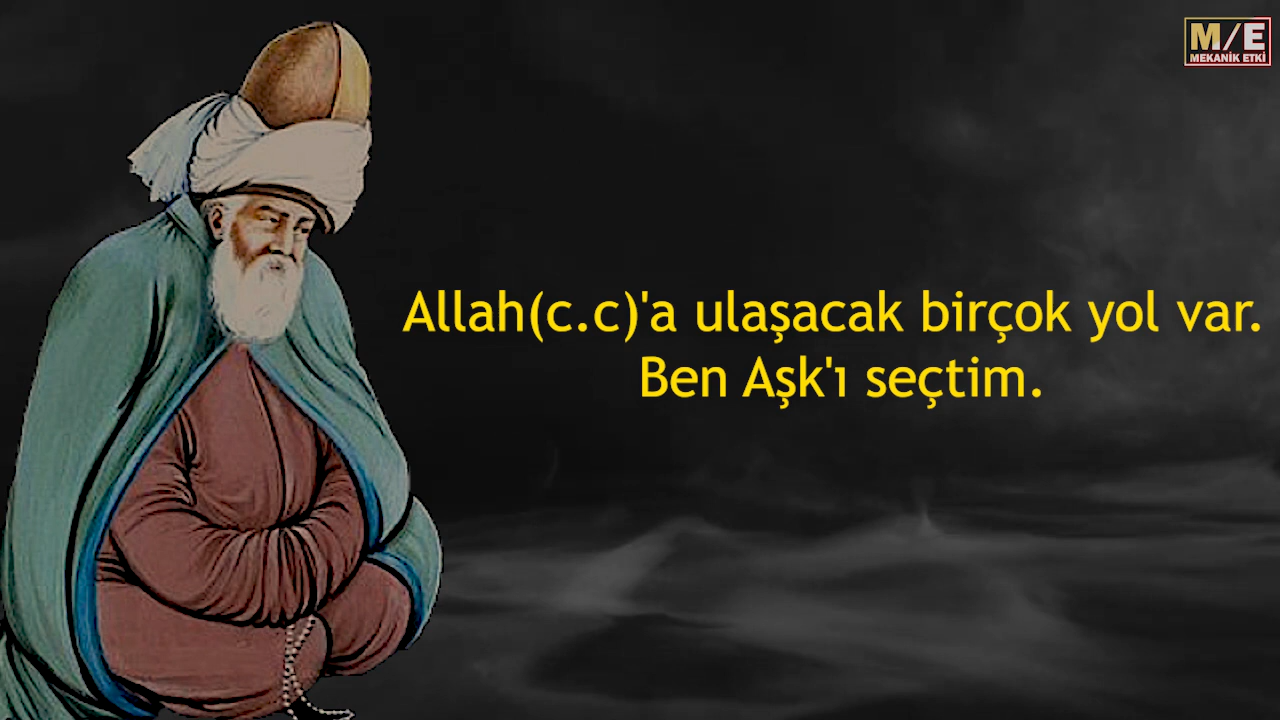 M/E
MEKANİK ETKİ
Allah(c.c)'a ulaşacak birçok yol var.
Ben Aşk'ı seçtim.